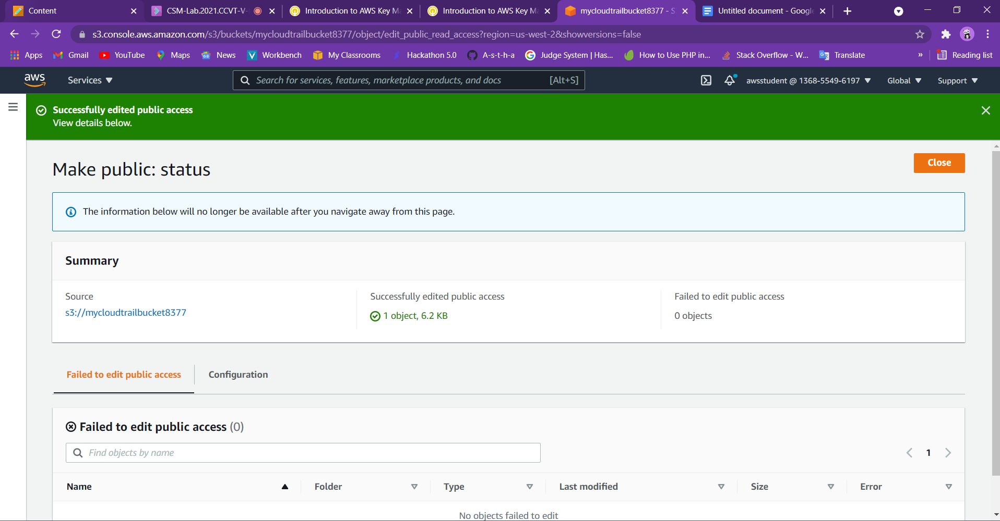 Content
CSM-Lab.2021.CCVT-V-
Introduction to AWS Key Ma
Introduction to AWS Key Ma
mycloudtrailbucket8377 - S
Untitled document - Google
s3.console.aws.amazon.com/s3/buckets/mycloudtrailbucket8377/object/edit_public_read_access?region=us-west-2&showversions=false
Apps
Gmail
YouTube
Maps
News
Workbench
My Classrooms
Hackathon 5.0
A-s-t-h-a
Judge System | Has...
How to Use PHP in...
Stack Overflow - W...
Translate
»
Reading list
aws
Services
Search for services, features, marketplace products, and docs
[Alt+S]
awsstudent @ 1368-5549-6197
Global
Support
Successfully edited public access
View details below.
Make public: status
Close
The information below will no longer be available after you navigate away from this page.
Summary
Source
s3://mycloudtrailbucket8377
Successfully edited public access
1 object, 6.2 KB
Failed to edit public access
0 objects
Failed to edit public access
Configuration
Failed to edit public access (0)
Find objects by name
1
Name
Folder
Type
Last modified
Size
Error
No objects failed to edit